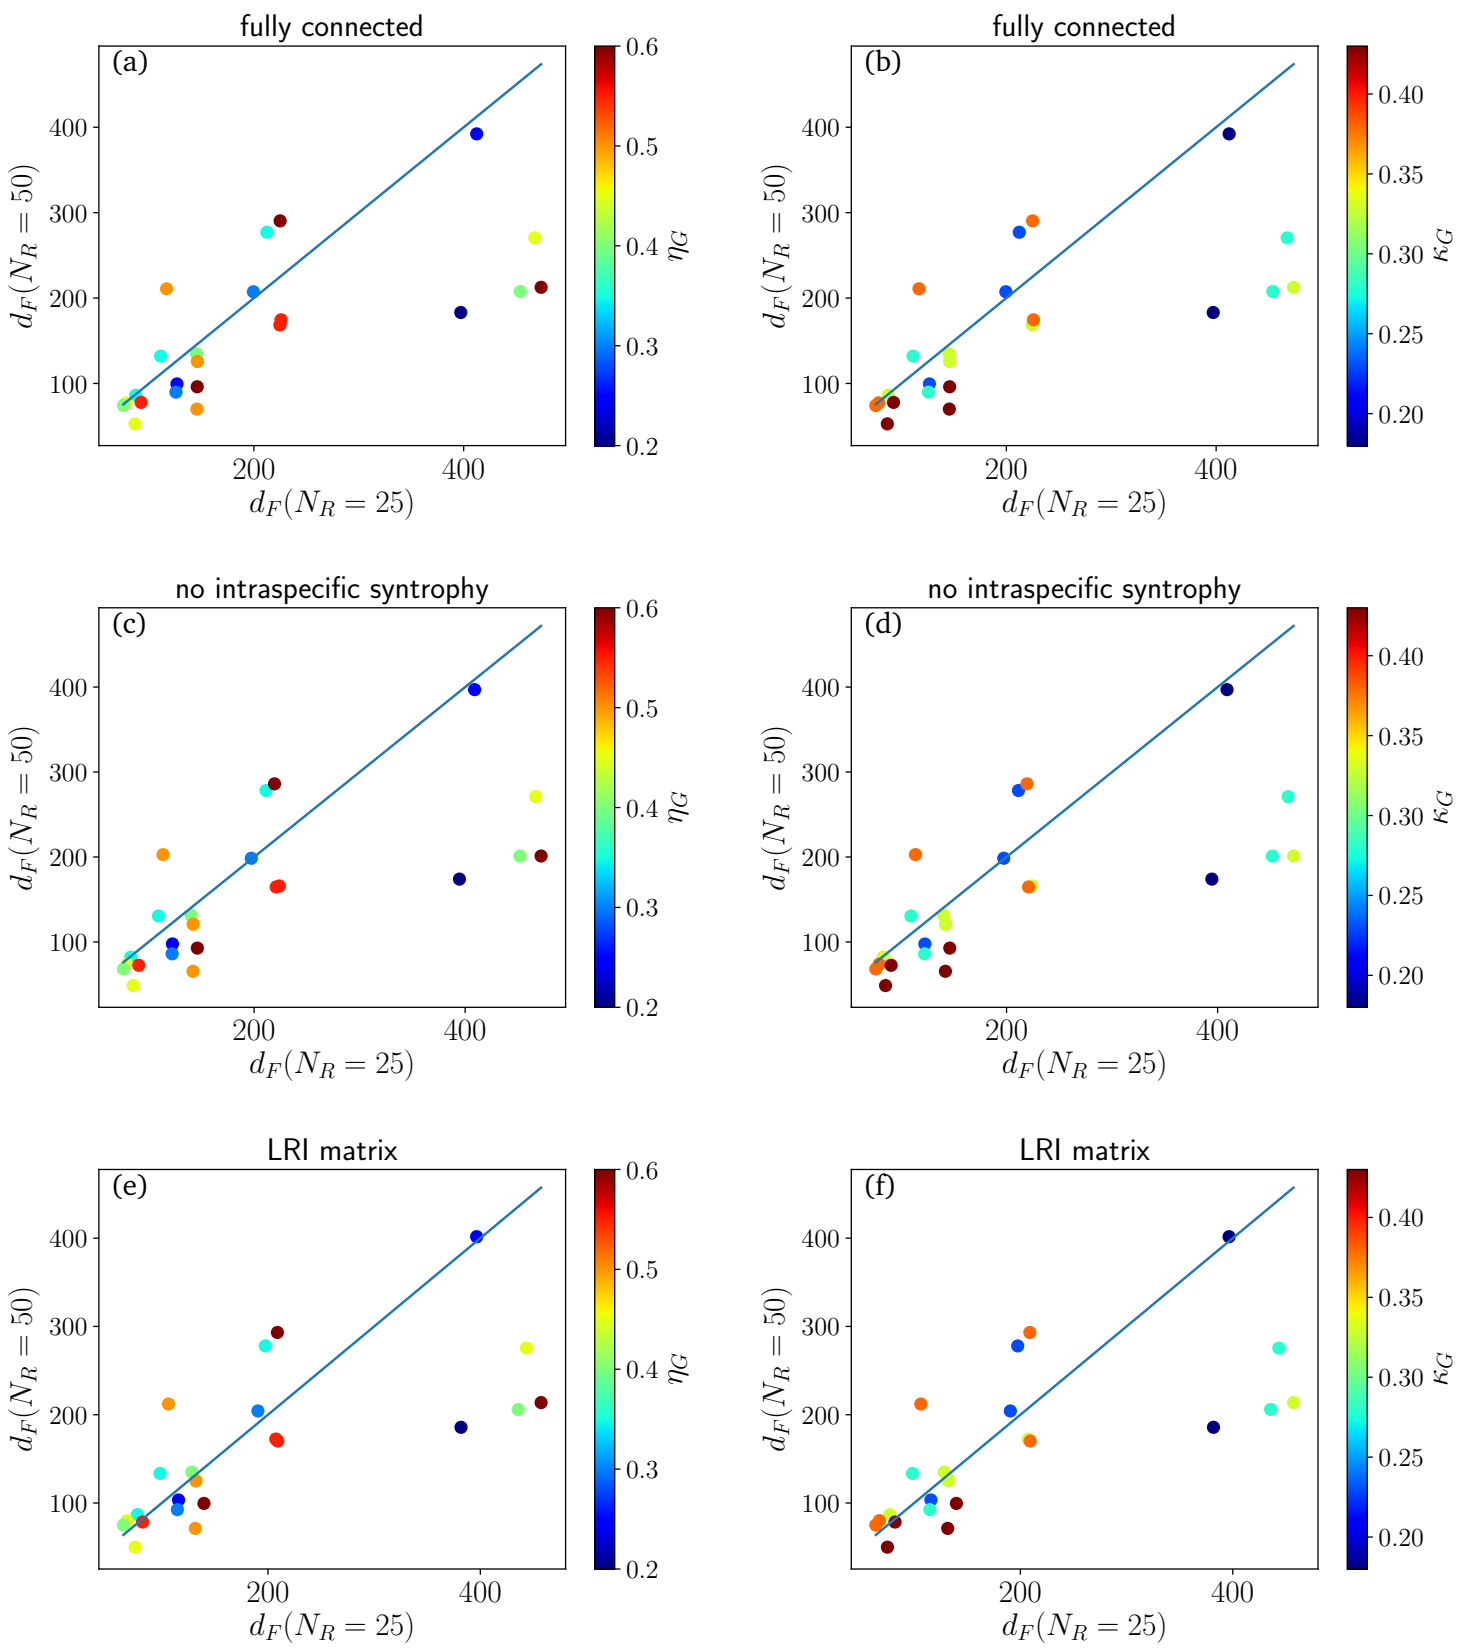 fully connected
(a)
400
300
200
100
200
400
d_F(N_R = 25)
d_F(N_R = 50)
0.6
0.5
0.4
0.3
0.2
η_G
fully connected
(b)
400
300
200
100
200
400
d_F(N_R = 25)
d_F(N_R = 50)
0.40
0.35
0.30
0.25
0.20
κ_G
no intraspecific syntrophy
(c)
400
300
200
100
200
400
d_F(N_R = 25)
d_F(N_R = 50)
0.6
0.5
0.4
0.3
0.2
η_G
no intraspecific syntrophy
(d)
400
300
200
100
200
400
d_F(N_R = 25)
d_F(N_R = 50)
0.40
0.35
0.30
0.25
0.20
κ_G
LRI matrix
(e)
400
300
200
100
200
400
d_F(N_R = 25)
d_F(N_R = 50)
0.6
0.5
0.4
0.3
0.2
η_G
LRI matrix
(f)
400
300
200
100
200
400
d_F(N_R = 25)
d_F(N_R = 50)
0.40
0.35
0.30
0.25
0.20
κ_G